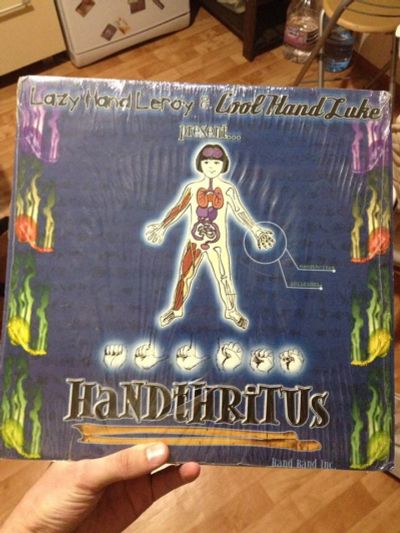 Lazy Hand Leroy & Cool Hand Luke
present...
HANDTHRITUS
Hand Band Inc.